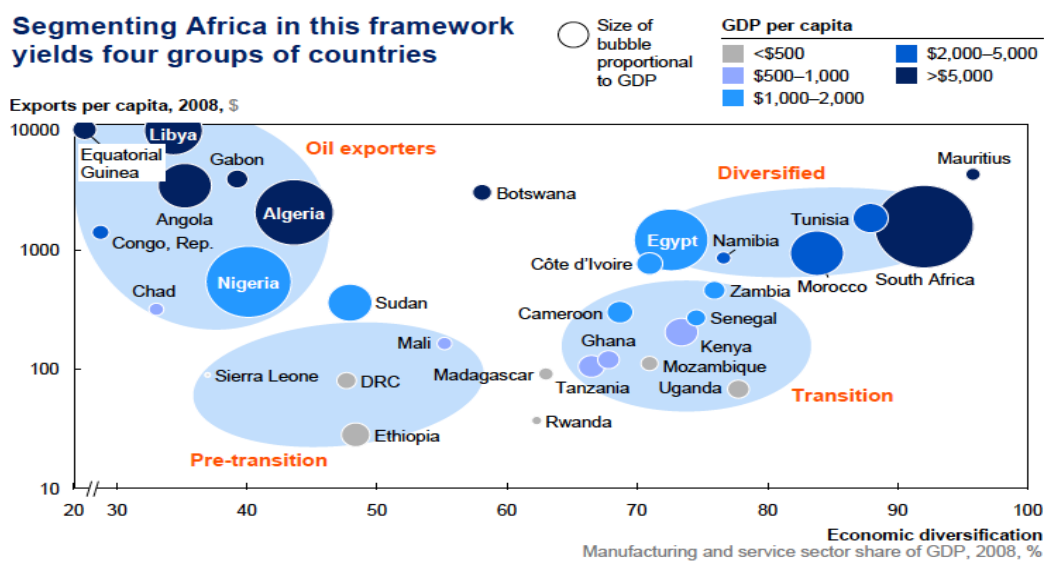 Segmenting Africa in this framework
yields four groups of countries
Size of
bubble
proportional
to GDP
GDP per capita
<$500
$500–1,000
$1,000–2,000
$2,000–5,000
>$5,000
Exports per capita, 2008, $
10000
1000
100
10
Libya
Equatorial
Guinea
Gabon
Oil exporters
Angola
Algeria
Congo, Rep.
Nigeria
Chad
Sudan
Botswana
Mauritius
Diversified
Tunisia
Egypt
Namibia
Côte d’Ivoire
Morocco
South Africa
Zambia
Cameroon
Senegal
Ghana
Kenya
Mali
Sierra Leone
DRC
Madagascar
Tanzania
Mozambique
Uganda
Transition
Rwanda
Ethiopia
Pre-transition
20 30 40 50 60 70 80 90 100
Economic diversification
Manufacturing and service sector share of GDP, 2008, %